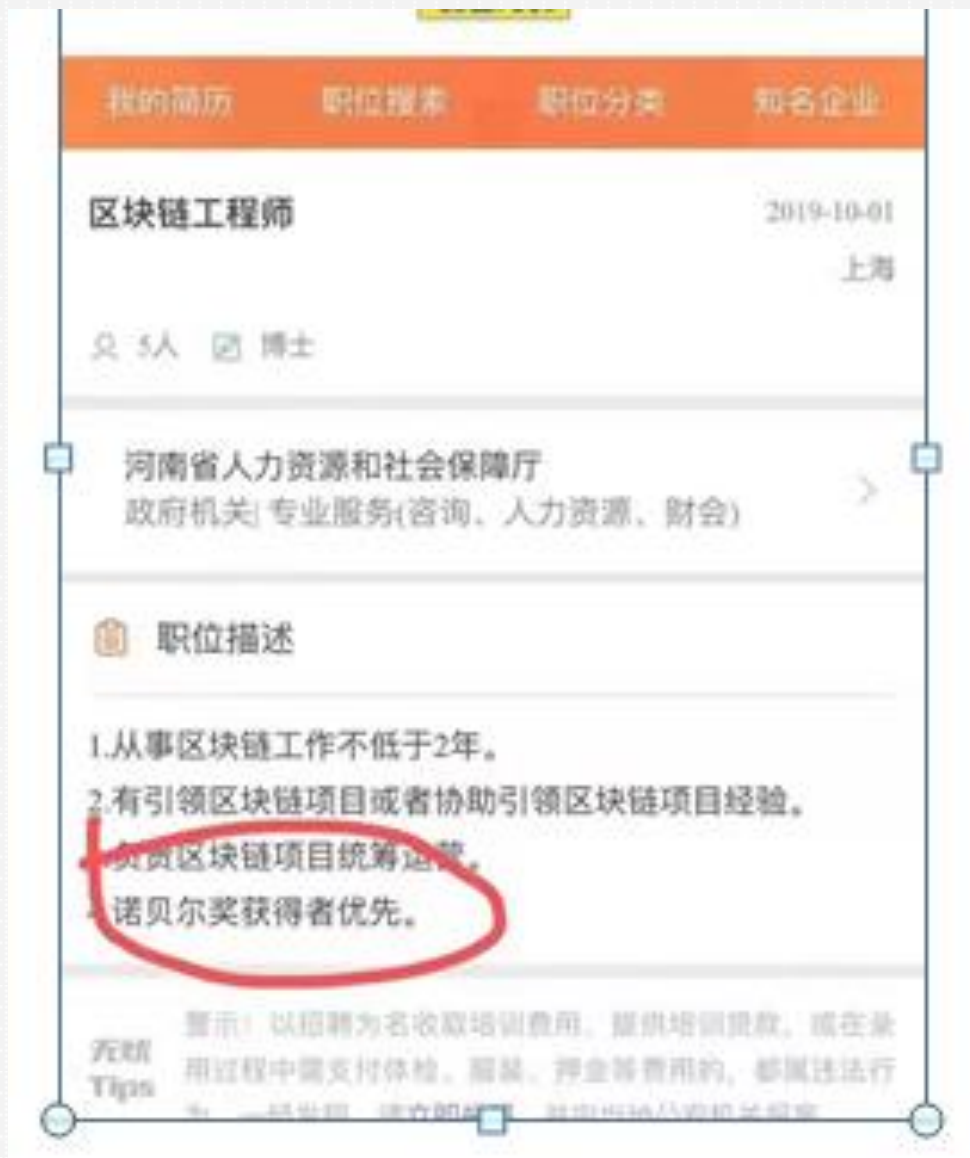 我的简历 职位搜索 职位分类 知名企业
区块链工程师 2019-10-01
上海
5人 博士
河南省人力资源和社会保障厅
政府机关| 专业服务(咨询、人力资源、财会)
职位描述
1.从事区块链工作不低于2年。
2.有引领区块链项目或者协助引领区块链项目经验。
负责区块链项目统筹运营。
诺贝尔奖获得者优先。
警示:以招聘为名收取培训费用,提供培训贷款,或在录
用过程中需支付体检、服装、押金等费用的,都属违法行
Tips